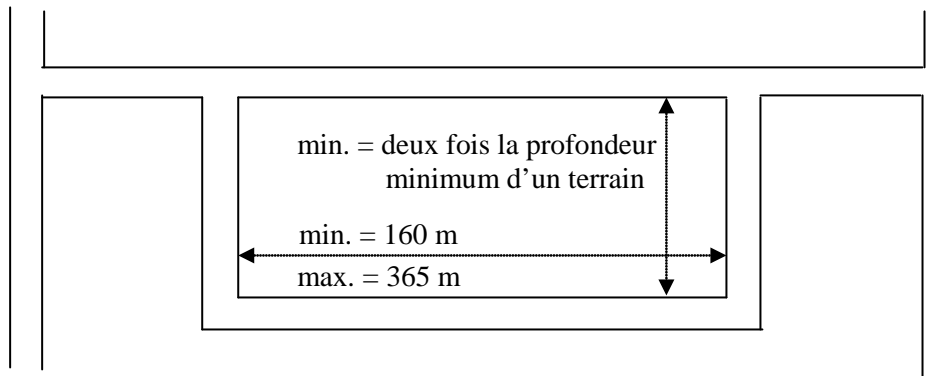 min. = deux fois la profondeur
minimum d'un terrain
min. = 160 m
max. = 365 m